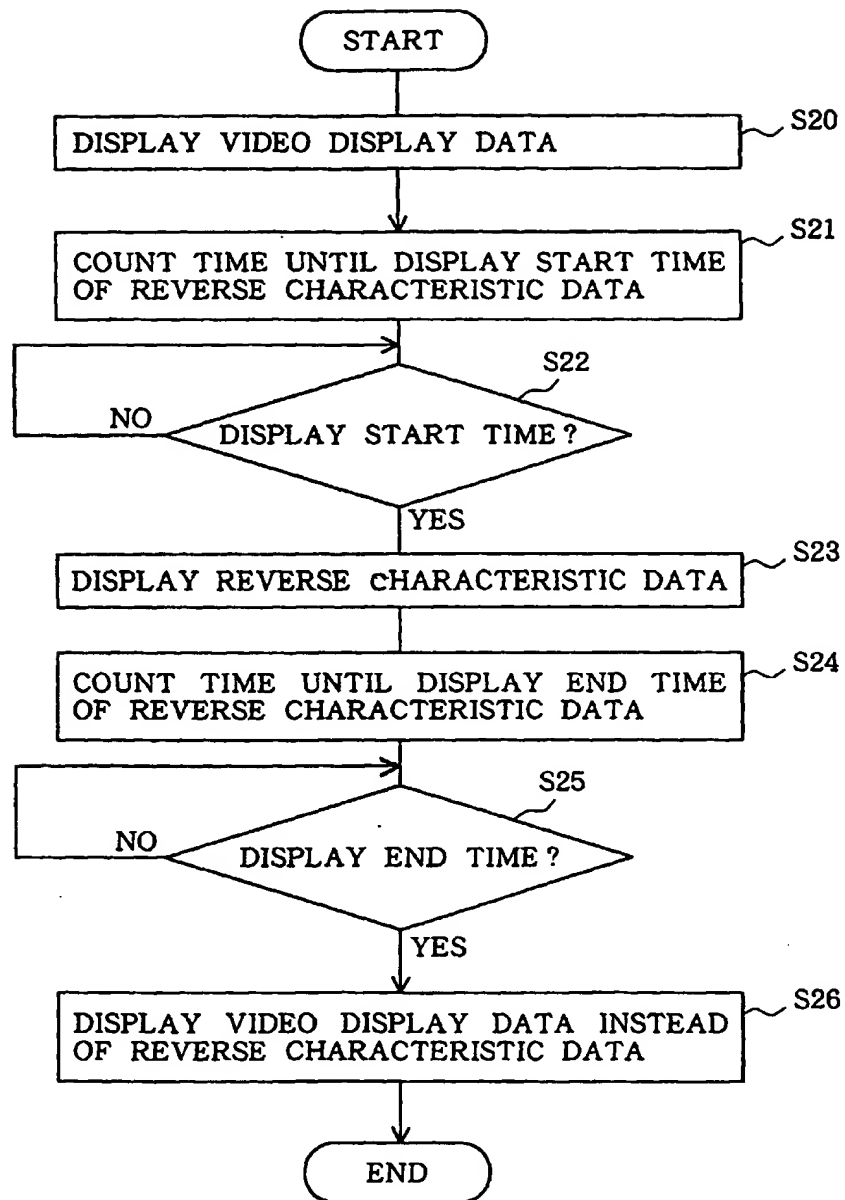 START
DISPLAY VIDEO DISPLAY DATA
S20
COUNT TIME UNTIL DISPLAY START TIME
OF REVERSE CHARACTERISTIC DATA
S21
S22
NO
DISPLAY START TIME?
YES
DISPLAY REVERSE cHARACTERISTIC DATA
S23
COUNT TIME UNTIL DISPLAY END TIME
OF REVERSE CHARACTERISTIC DATA
S24
S25
NO
DISPLAY END TIME?
YES
DISPLAY VIDEO DISPLAY DATA INSTEAD
OF REVERSE CHARACTERISTIC DATA
S26
END